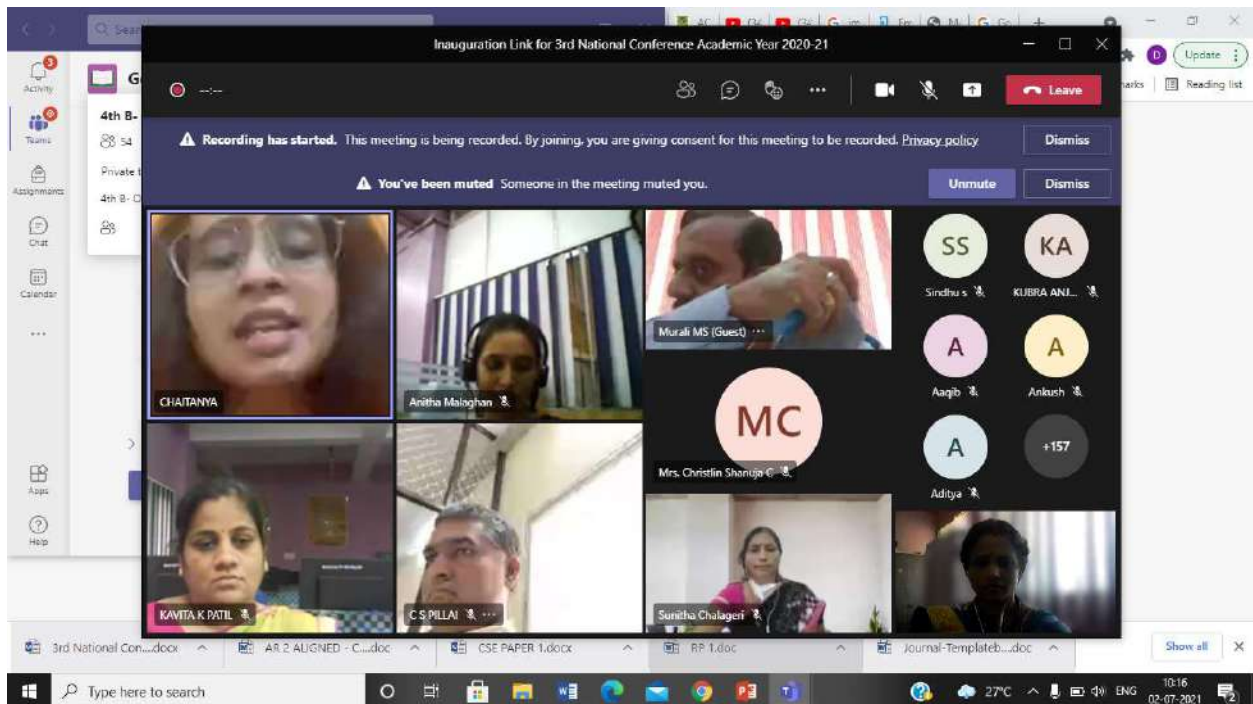 Inauguration Link for 3rd National Conference Academic Year 2020-21
Update
Reading list
Leave
--:--
Activity
3
Teams
Assignments
Chat
Calendar
Apps
Help
4th B-
54
Private t
4th B-
Recording has started. This meeting is being recorded. By joining, you are giving consent for this meeting to be recorded. Privacy policy
Dismiss
You've been muted Someone in the meeting muted you.
Unmute
Dismiss
CHAITANYA
Anitha Malaghan
Murali MS (Guest)
SS
Sindhu s
KA
KUBRA ANJ...
A
Aaqib
A
Ankush
MC
Mrs. Christlin Shanuja C
A
Aditya
+157
KAVITA K PATIL
C S PILLAI
Sunitha Chalageri
3rd National Con....docx
AR 2 ALIGNED - C....doc
CSE PAPER 1.docx
RP 1.doc
Journal-Templateb...doc
Show all
Type here to search
27°C
ENG
10:16
02-07-2021